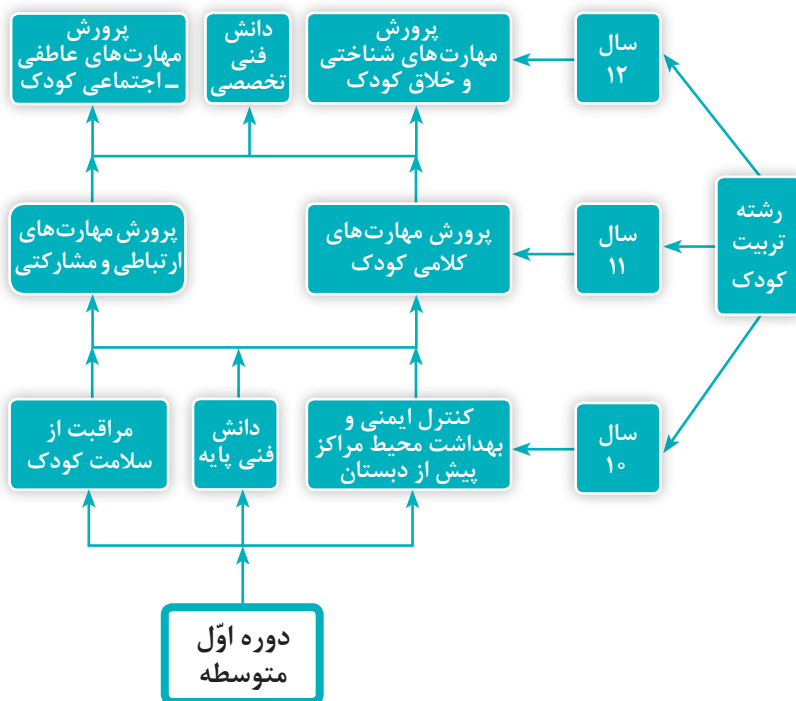 سال
۱۲
پرورش
مهارت‌های شناختی
و خلاق کودک
دانش
فنی
تخصصی
پرورش
مهارت‌های عاطفی
ـ اجتماعی کودک
رشته
تربیت
کودک
سال
۱۱
پرورش مهارت‌های
کلامی کودک
پرورش مهارت‌های
ارتباطی و مشارکتی
سال
۱۰
کنترل ایمنی و
بهداشت محیط مراکز
پیش از دبستان
دانش
فنی پایه
مراقبت از
سلامت کودک
دوره اوّل
متوسطه